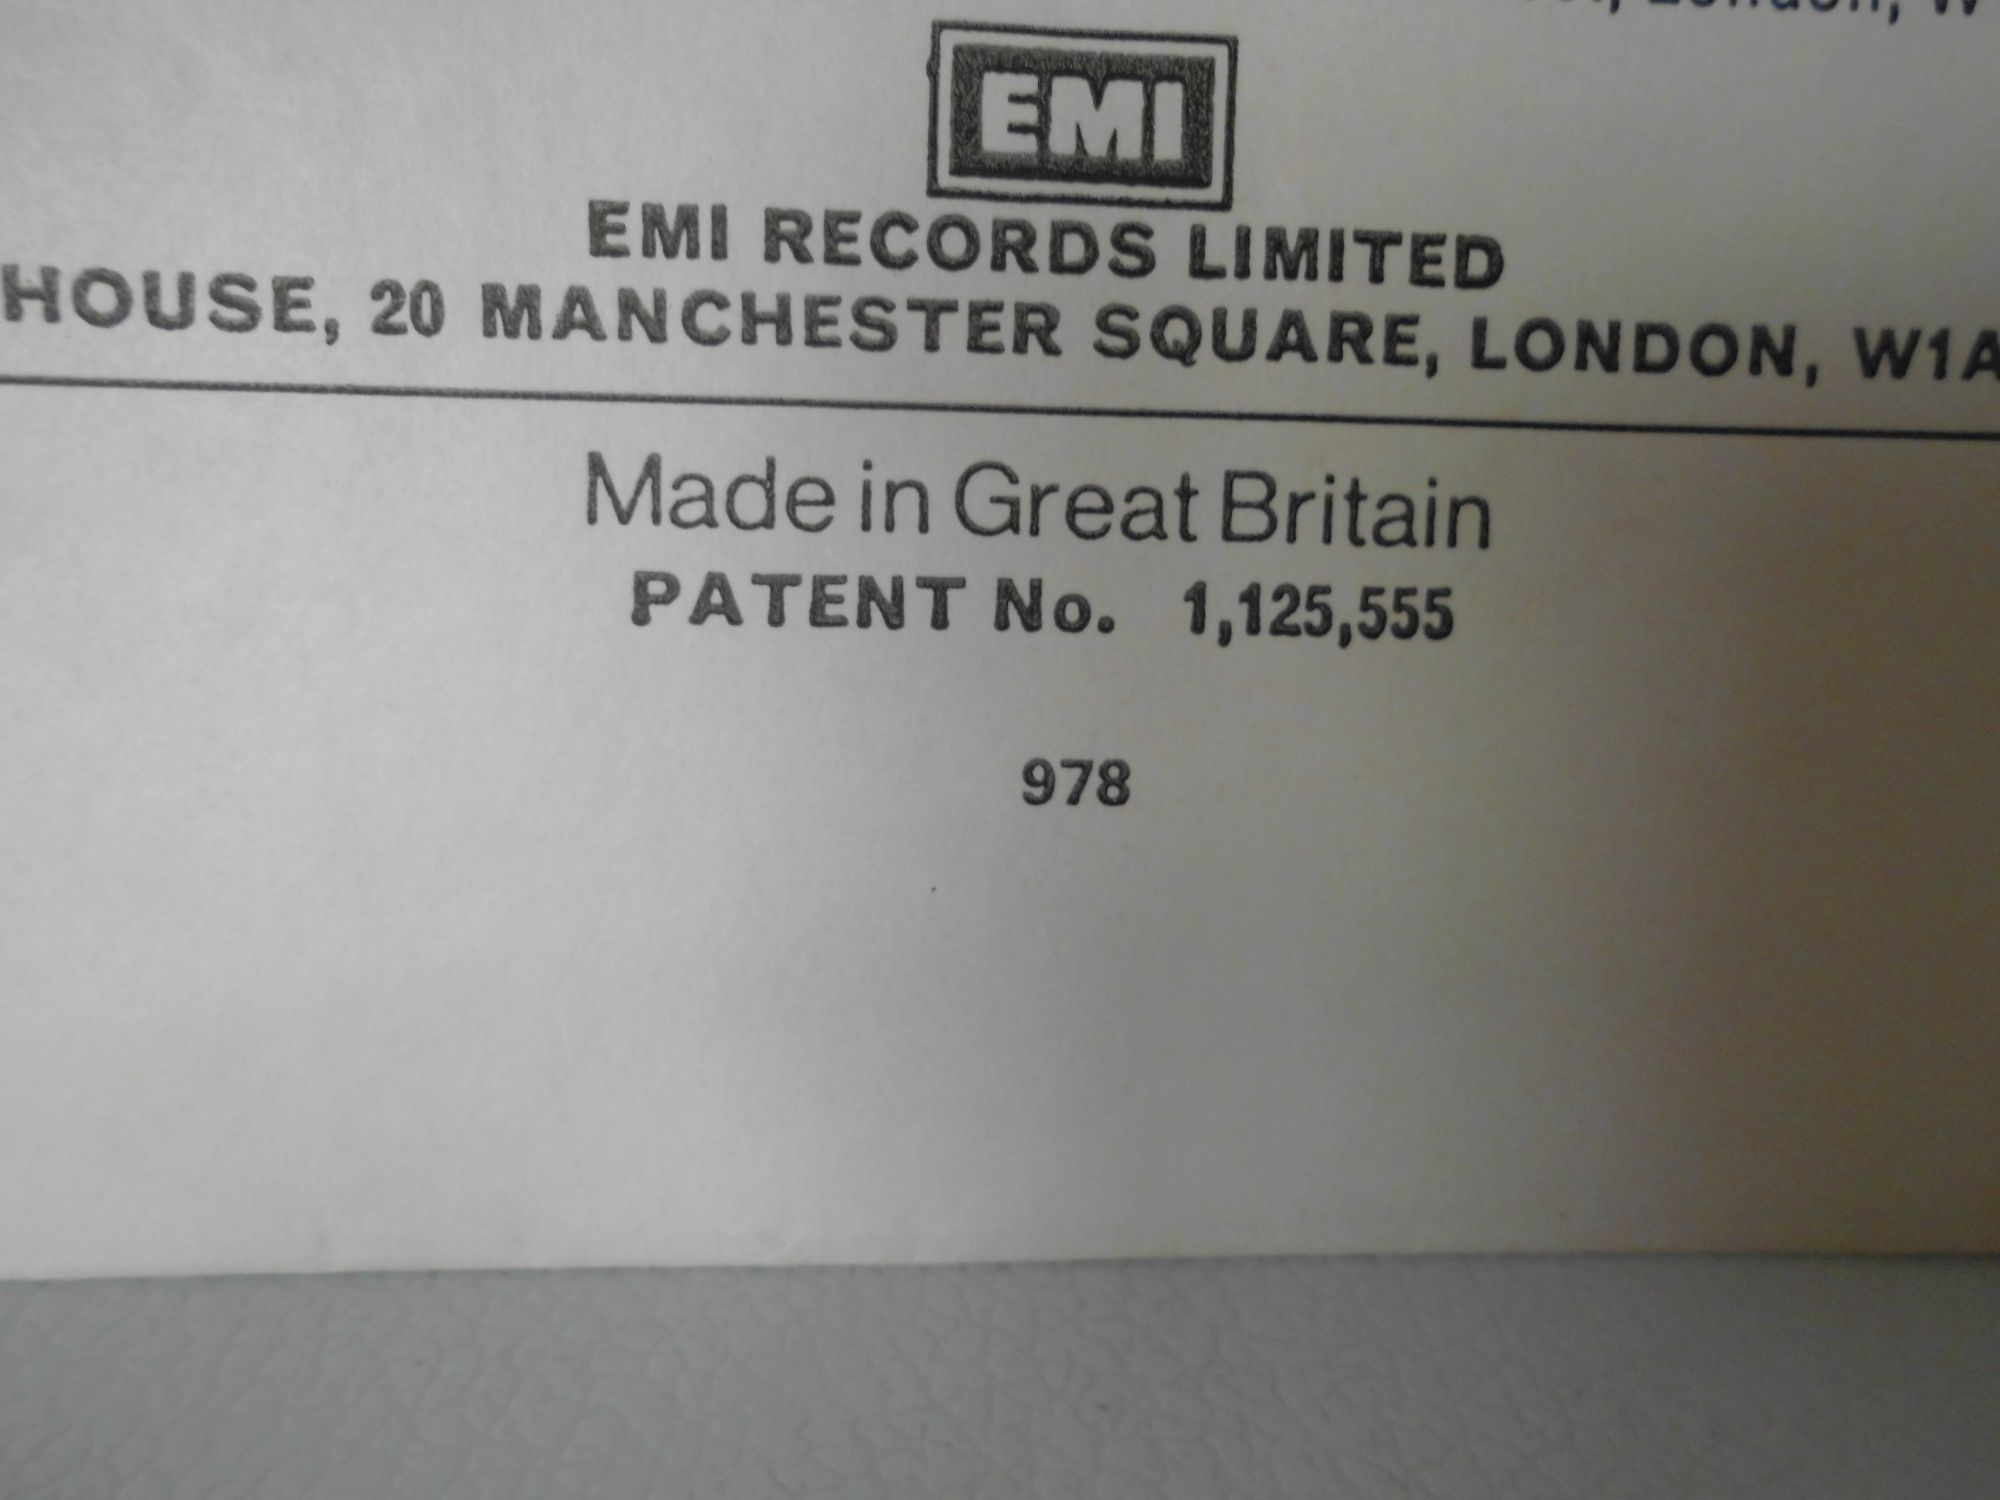 London, W
EMI
EMI RECORDS LIMITED
HOUSE, 20 MANCHESTER SQUARE, LONDON, W1A
Made in Great Britain
PATENT No. 1,125,555
978